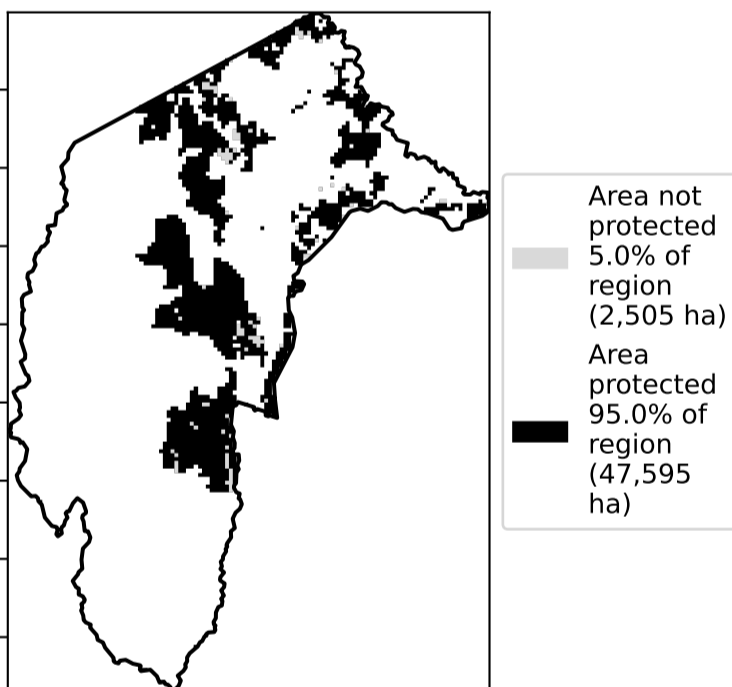 Area not
protected
5.0% of
region
(2,505 ha)
Area
protected
95.0% of
region
(47,595
ha)